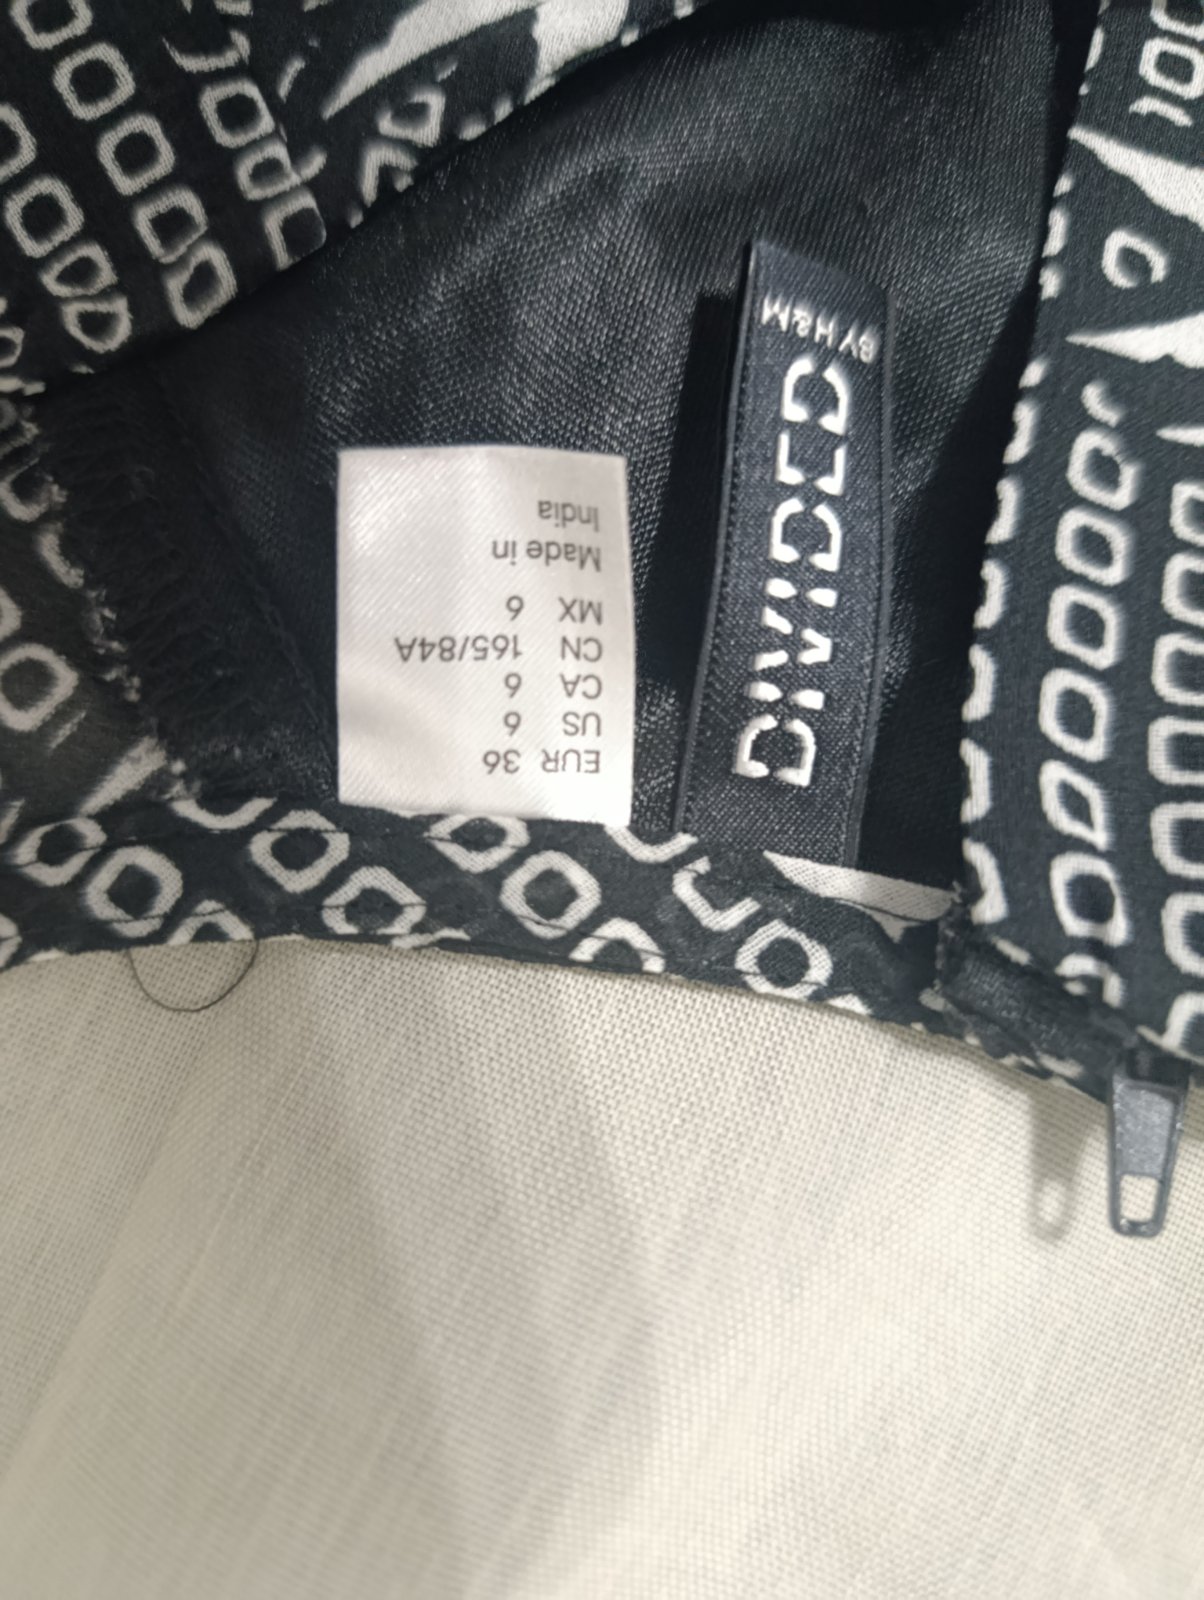 DIVIDED
BY H&M
EUR 36
US 6
CA 6
CN 165/84A
MX 6
Made in
India